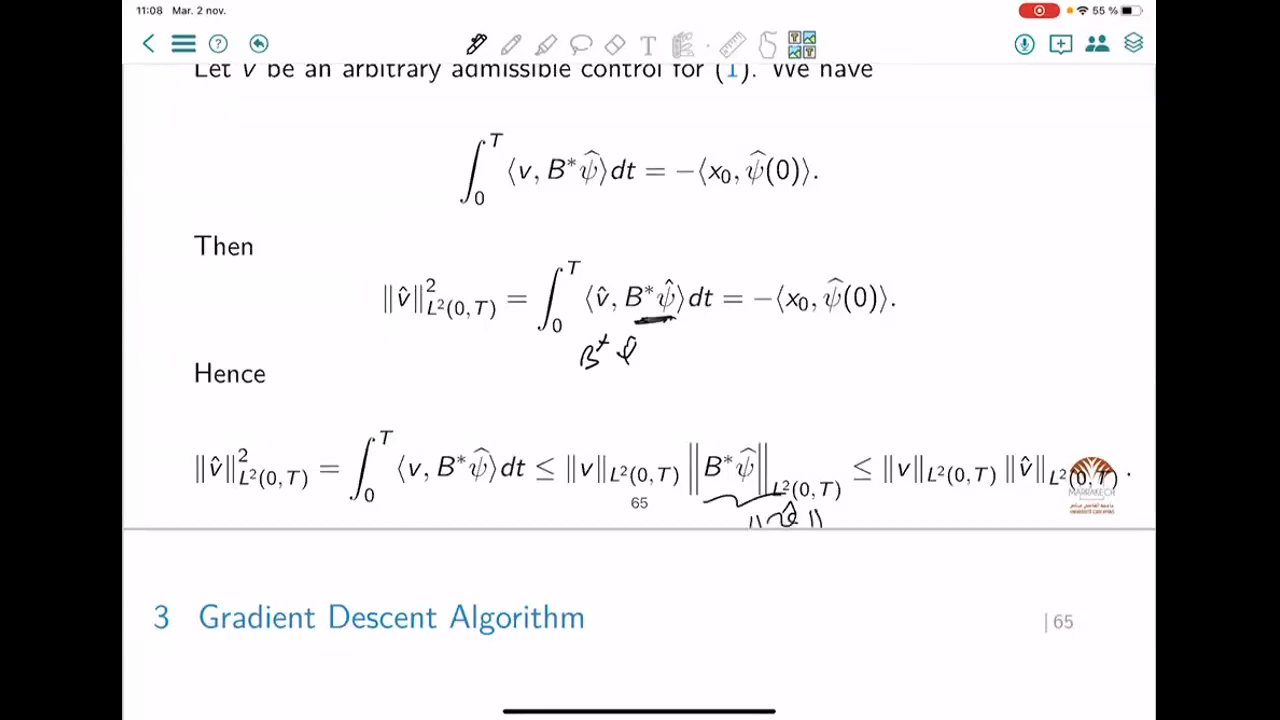 11:08 Mar. 2 nov. 55 %
Let v be an arbitrary admissible control for (1). We have
∫₀ᵀ ⟨v, B*ψ̂⟩dt = −⟨x₀, ψ̂(0)⟩.
Then
‖v̂‖²_{L²(0,T)} = ∫₀ᵀ ⟨v̂, B*ψ̂⟩dt = −⟨x₀, ψ̂(0)⟩.
Hence
‖v̂‖²_{L²(0,T)} = ∫₀ᵀ ⟨v, B*ψ̂⟩dt ≤ ‖v‖_{L²(0,T)} ‖B*ψ̂‖_{L²(0,T)} ≤ ‖v‖_{L²(0,T)} ‖v̂‖_{L²(0,T)}.
65
3 Gradient Descent Algorithm
| 65